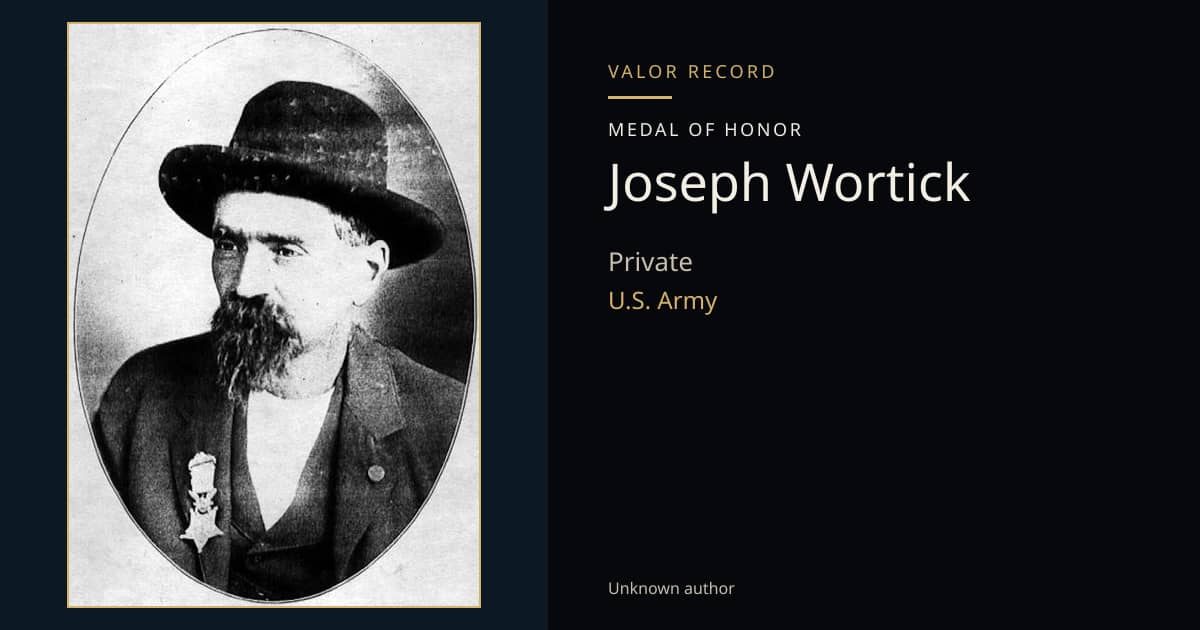 VALOR RECORD
MEDAL OF HONOR
Joseph Wortick
Private
U.S. Army
Unknown author